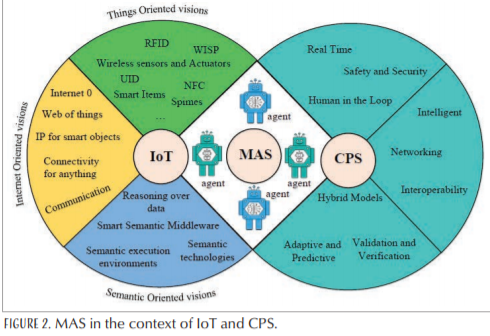 Things Oriented visions
RFID
WISP
Wireless sensors and Actuators
UID
NFC
Smart Items
Spimes
...
Internet Oriented visions
Internet 0
Web of things
IP for smart objects
Connectivity
for anything
Communication
IoT
Reasoning over
data
Smart Semantic Middleware
Semantic execution
environments
Semantic
technologies
Semantic Oriented visions
agent
agent
MAS
agent
agent
CPS
Real Time
Safety and Security
Human in the Loop
Intelligent
Networking
Interoperability
Hybrid Models
Adaptive and
Predictive
Validation and
Verification
FIGURE 2. MAS in the context of IoT and CPS.